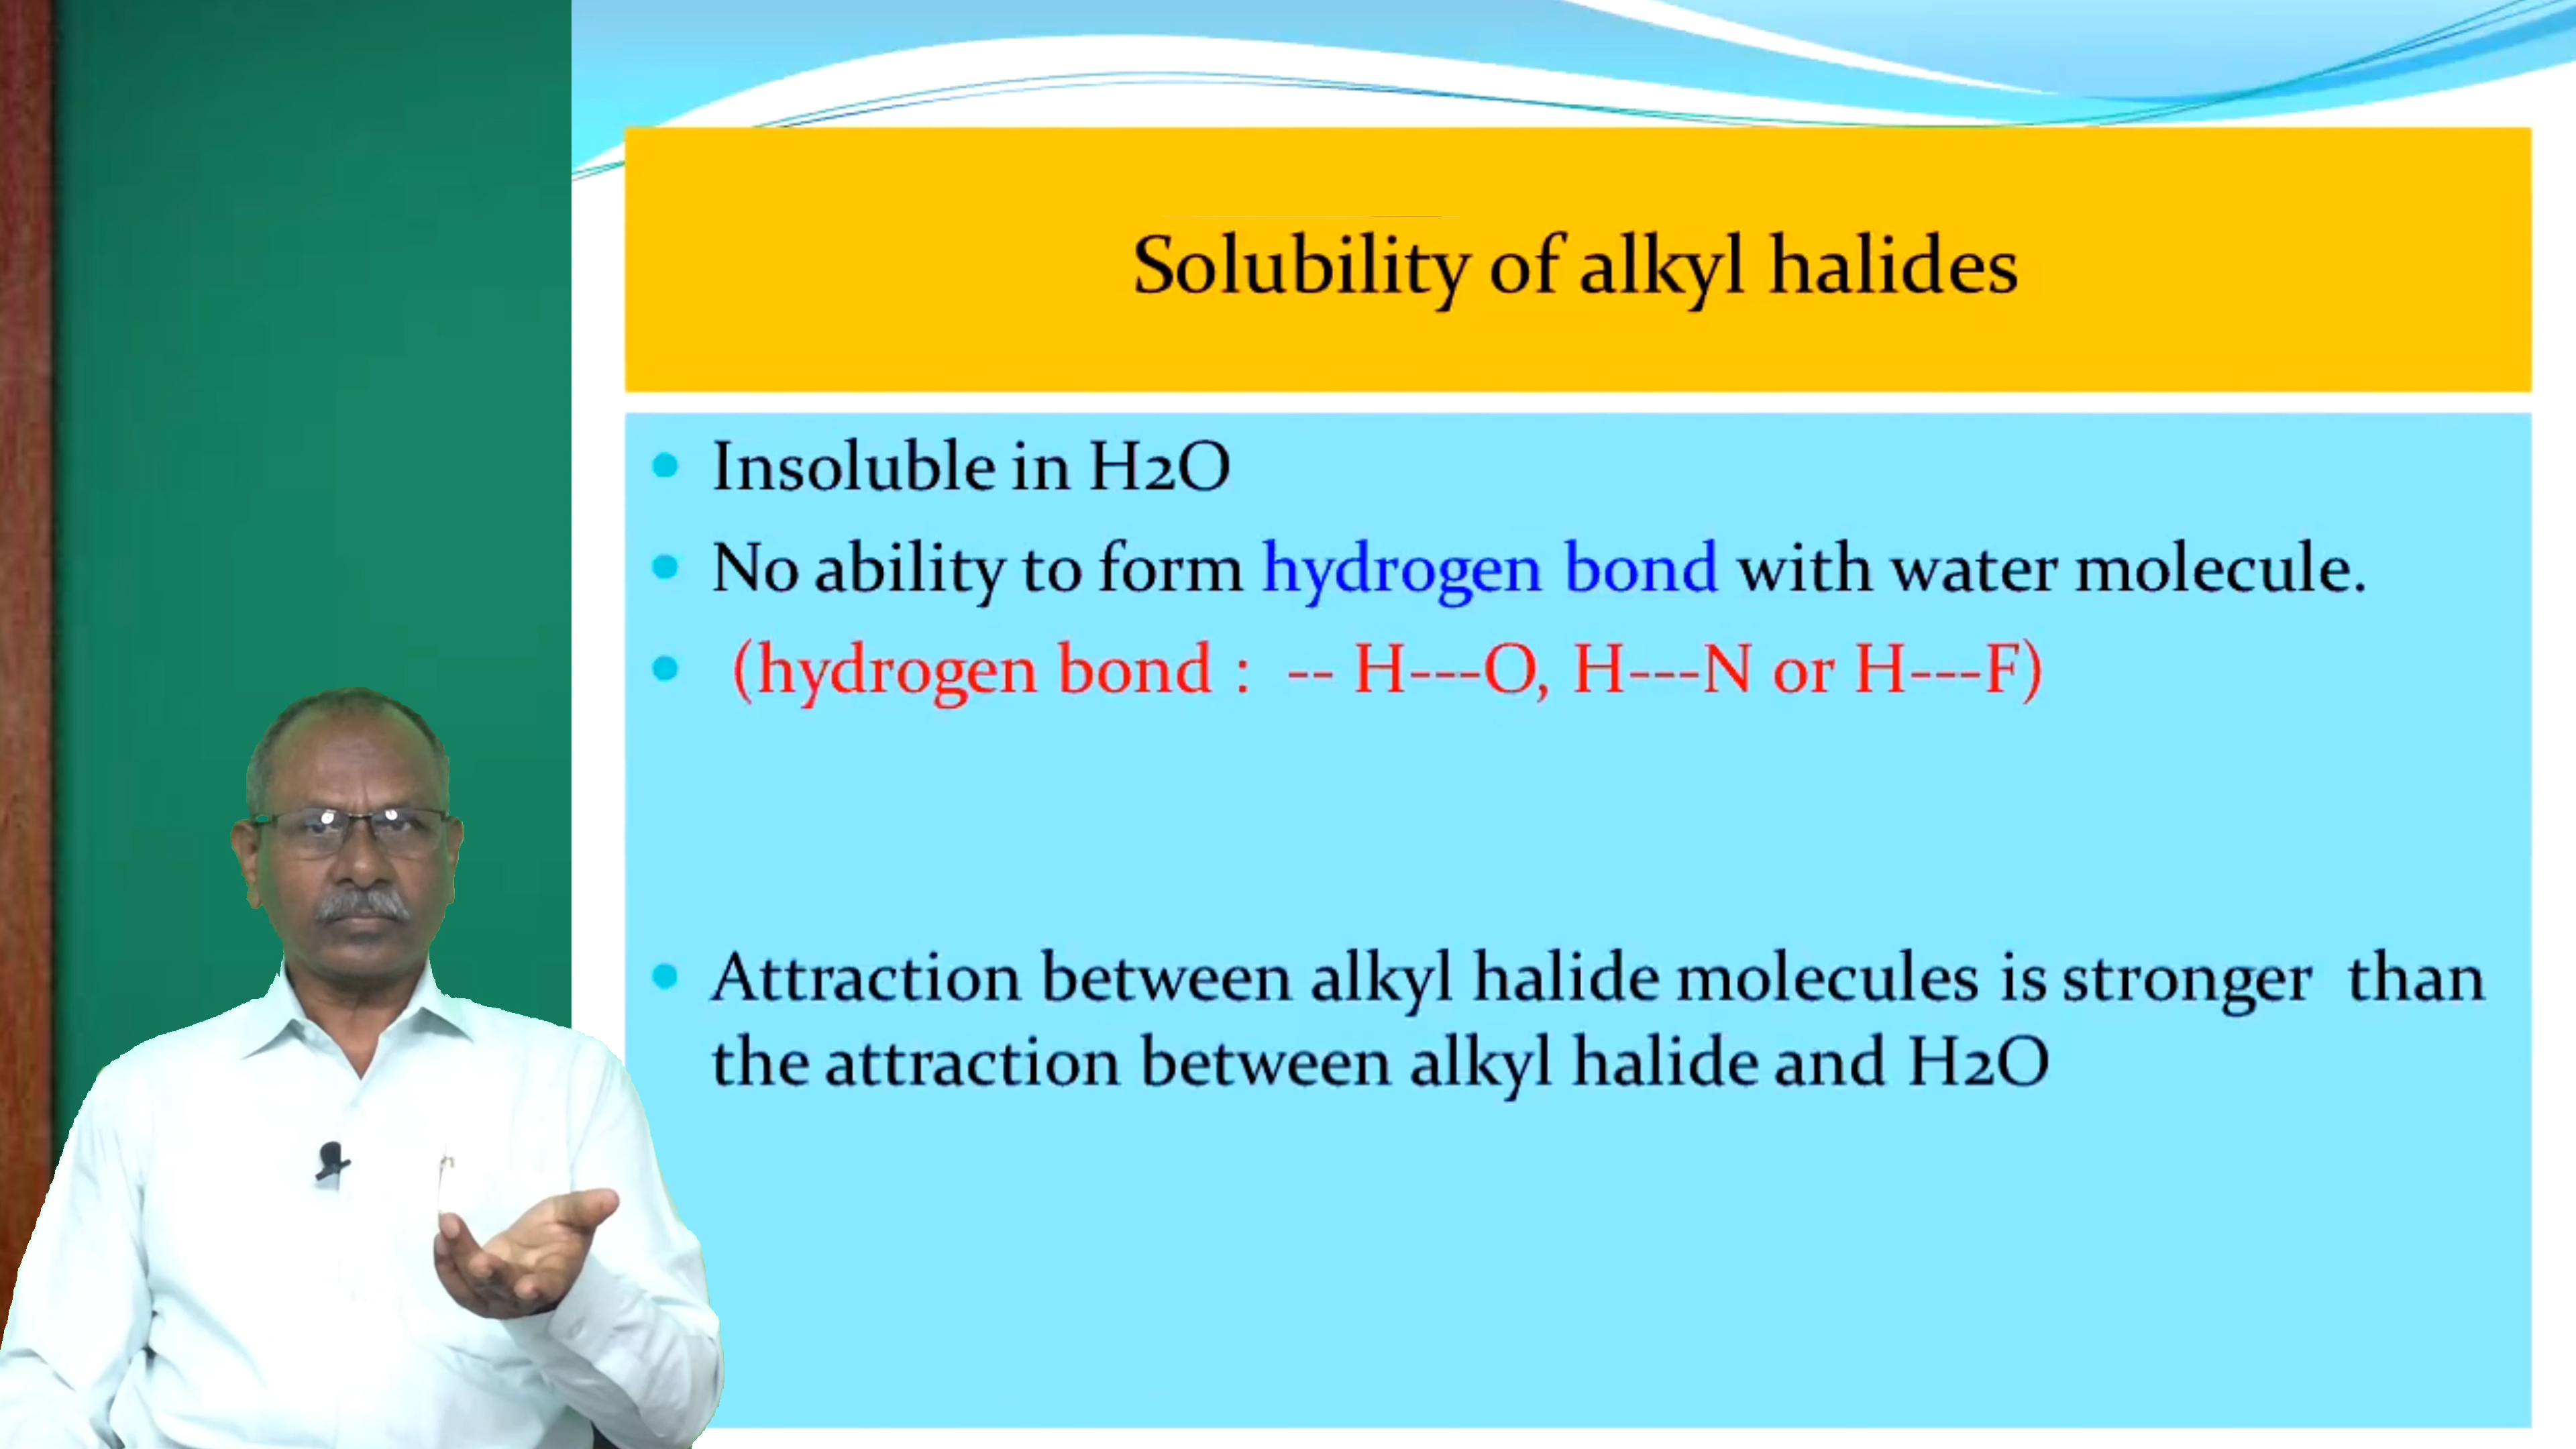 Solubility of alkyl halides
Insoluble in H2O
No ability to form hydrogen bond with water molecule.
(hydrogen bond : -- H---O, H---N or H---F)
Attraction between alkyl halide molecules is stronger than
the attraction between alkyl halide and H2O